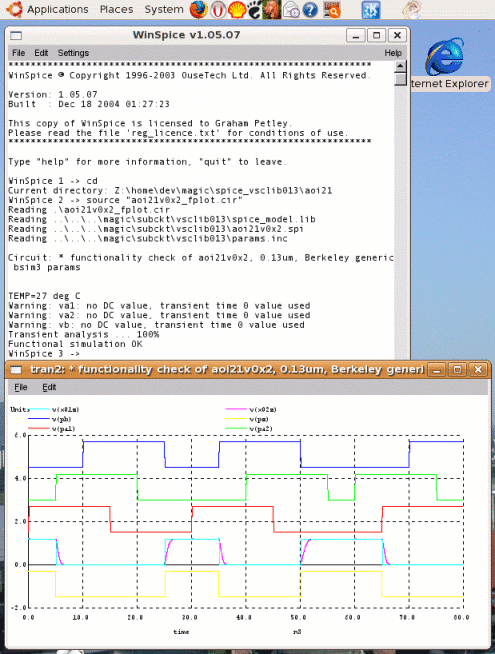 Applications Places System
WinSpice v1.05.07
File Edit Settings Help
*******************************************************************
WinSpice © Copyright 1996-2003 OuseTech Ltd. All Rights Reserved.
Version: 1.05.07
Built : Dec 18 2004 01:27:23
This copy of WinSpice is licensed to Graham Petley.
Please read the file 'reg_licence.txt' for conditions of use.
*******************************************************************
Type "help" for more information, "quit" to leave.
WinSpice 1 -> cd
Current directory: Z:\home\dev\magic\spice_vsclib013\aoi21
WinSpice 2 -> source "aoi21v0x2_fplot.cir"
Reading .\aoi21v0x2_fplot.cir
Reading ..\..\..\magic\subckt\vsclib013\spice_model.lib
Reading ..\..\..\magic\subckt\vsclib013\aoi21v0x2.spi
Reading ..\..\..\magic\subckt\vsclib013\params.inc
Circuit: * functionality check of aoi21v0x2, 0.13um, Berkeley generic
bsim3 params
TEMP=27 deg C
Warning: va1: no DC value, transient time 0 value used
Warning: va2: no DC value, transient time 0 value used
Warning: vb: no DC value, transient time 0 value used
Transient analysis ... 100%
Functional simulation OK
WinSpice 3 ->
ternet Explorer
tran2: * functionality check of aoi21v0x2, 0.13um, Berkeley generi
File Edit
Units v(x01m) v(x02m)
v(pb) v(pm)
v(pa1) v(pa2)
6.0
4.0
2.0
0.0
-2.0
0.0 10.0 20.0 30.0 40.0 50.0 60.0 70.0 80.0
time nS